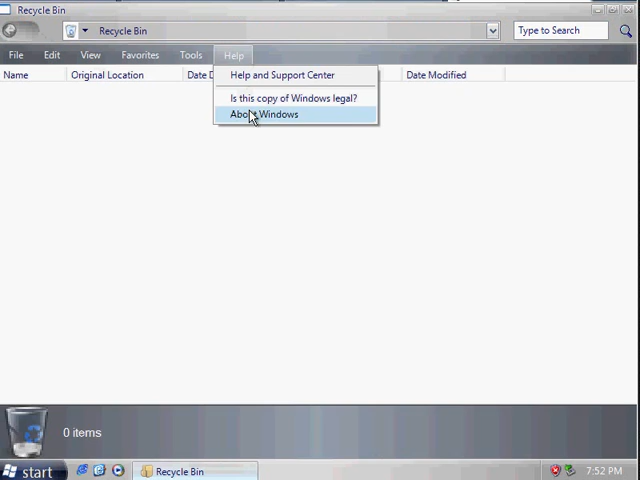 Recycle Bin
Recycle Bin
Type to Search
File Edit View Favorites Tools Help
Name Original Location Date D Date Modified
Help and Support Center
Is this copy of Windows legal?
About Windows
0 items
start Recycle Bin 7:52 PM